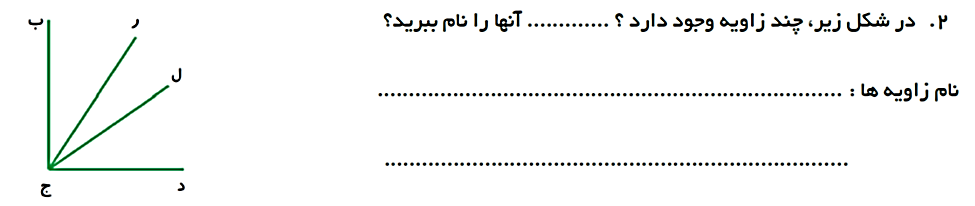 ۲. در شکل زیر، چند زاویه وجود دارد ؟ ............. آنها را نام ببرید؟
نام زاویه ها : ............................................................................
............................................................................
ب
ر
ل
ج
د